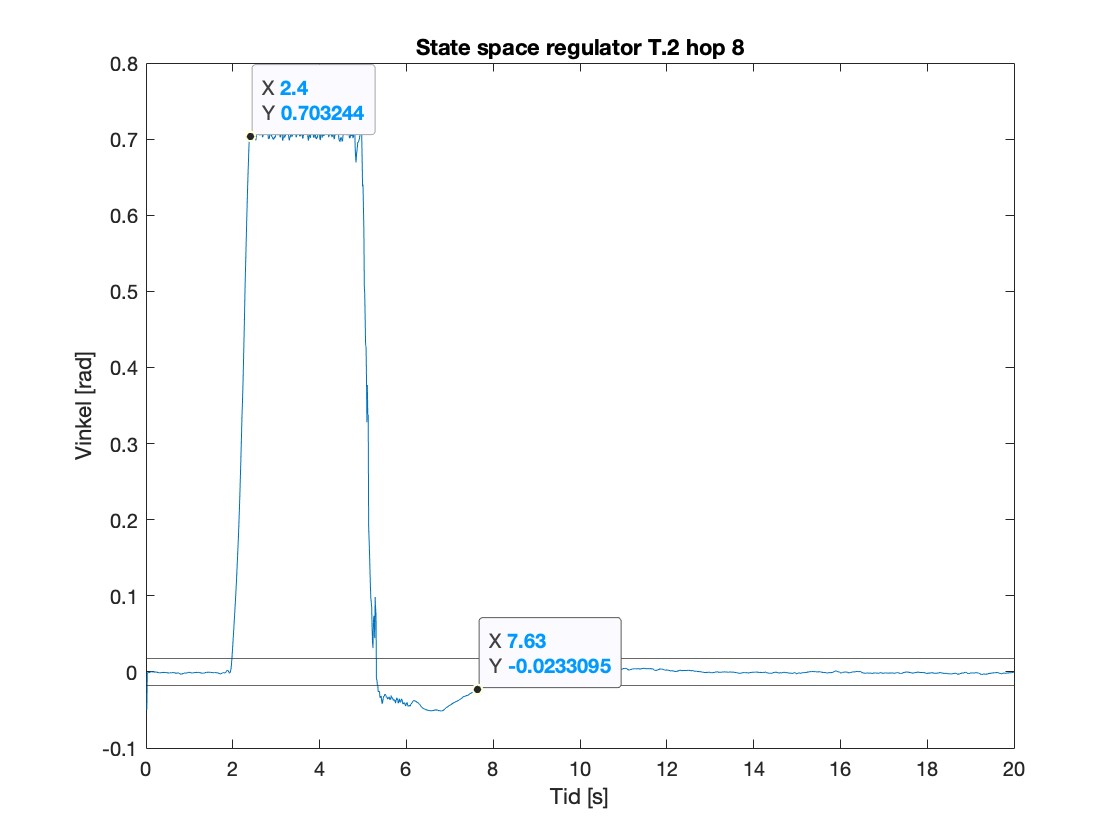 State space regulator T.2 hop 8
0.8
X 2.4
Y 0.703244
0.7
0.6
0.5
0.4
Vinkel [rad]
0.3
0.2
0.1
X 7.63
Y -0.0233095
0
-0.1
0 2 4 6 8 10 12 14 16 18 20
Tid [s]